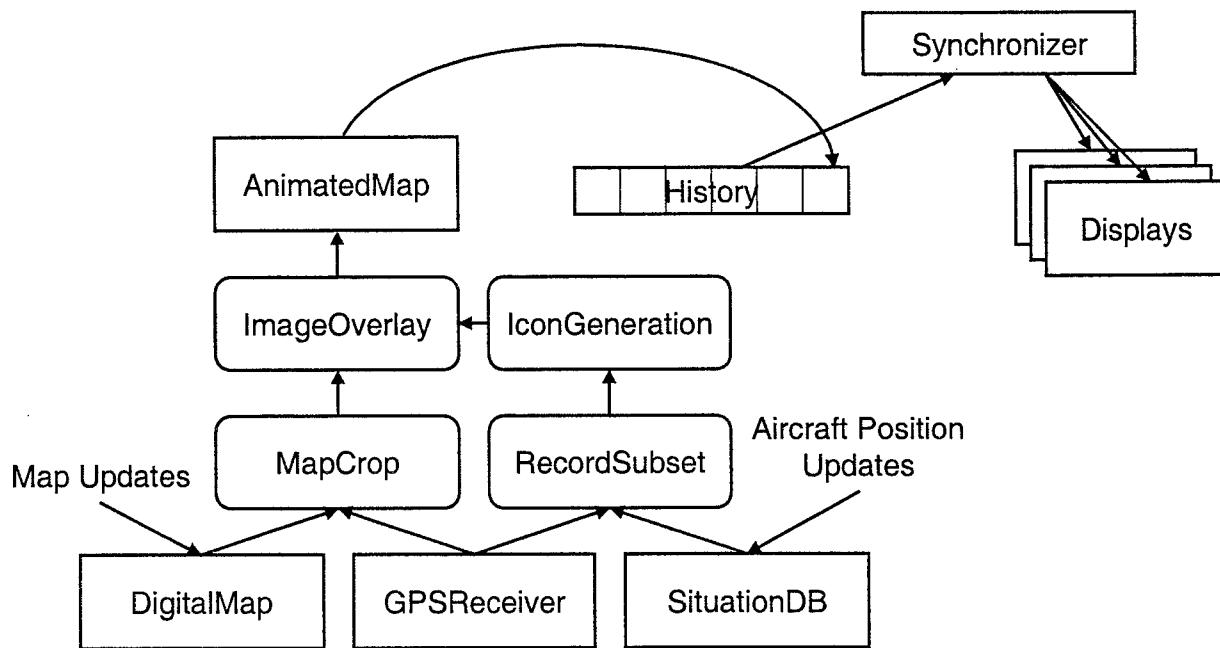 Synchronizer
AnimatedMap
History
Displays
ImageOverlay
IconGeneration
Aircraft Position
Updates
MapCrop
RecordSubset
Map Updates
DigitalMap
GPSReceiver
SituationDB